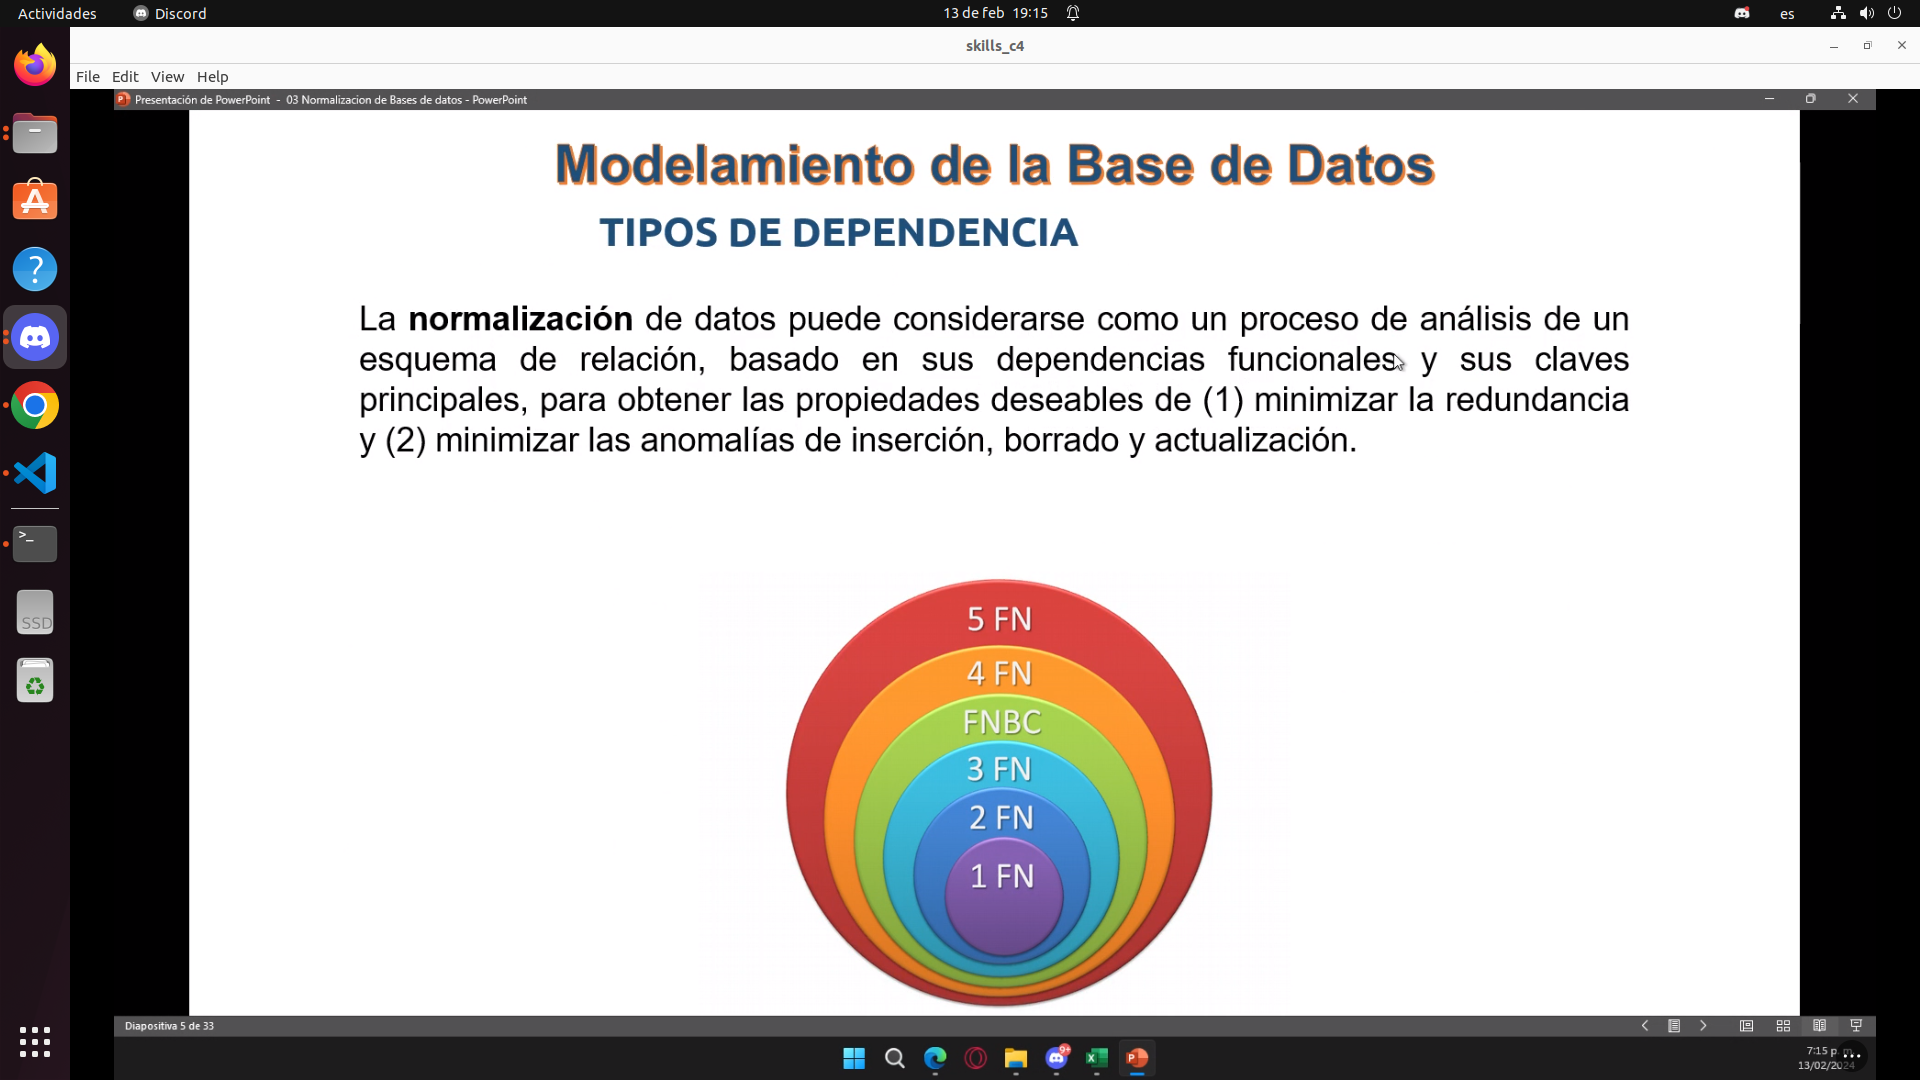 Actividades Discord 13 de feb 19:15 es
skills_c4
File Edit View Help
Presentación de PowerPoint - 03 Normalizacion de Bases de datos - PowerPoint
Modelamiento de la Base de Datos
TIPOS DE DEPENDENCIA
La normalización de datos puede considerarse como un proceso de análisis de un
esquema de relación, basado en sus dependencias funcionales y sus claves
principales, para obtener las propiedades deseables de (1) minimizar la redundancia
y (2) minimizar las anomalías de inserción, borrado y actualización.
5 FN
4 FN
FNBC
3 FN
2 FN
1 FN
SSD
Diapositiva 5 de 33
9+
7:15 p.
13/02/2024